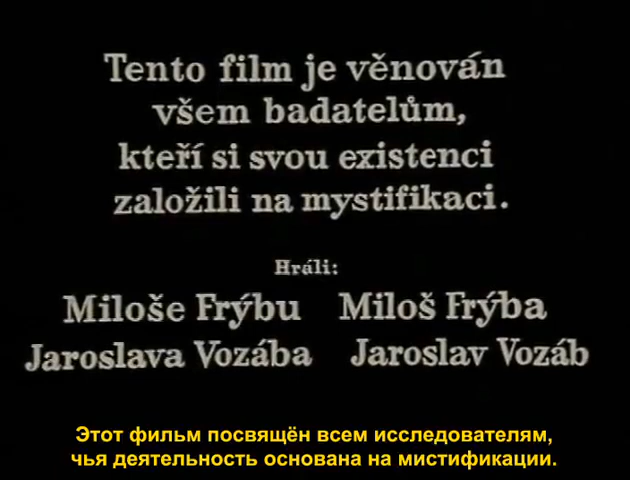 Tento film je věnován
všem badatelům,
kteří si svou existenci
založili na mystifikaci.
Hráli:
Miloše Frýbu Miloš Frýba
Jaroslava Vozába Jaroslav Vozáb
Этот фильм посвящён всем исследователям,
чья деятельность основана на мистификации.